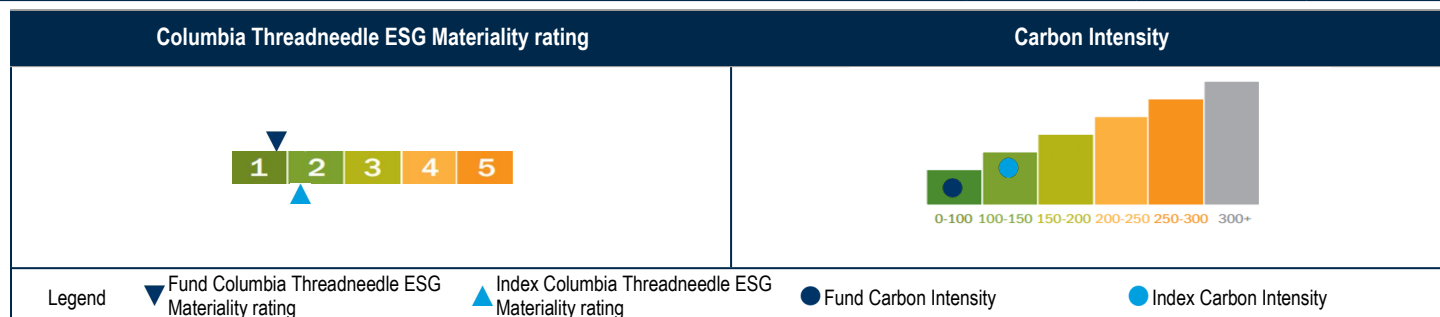 Columbia Threadneedle ESG Materiality rating
Carbon Intensity
1 2 3 4 5
0-100 100-150 150-200 200-250 250-300 300+
Legend
Fund Columbia Threadneedle ESG
Materiality rating
Index Columbia Threadneedle ESG
Materiality rating
Fund Carbon Intensity
Index Carbon Intensity